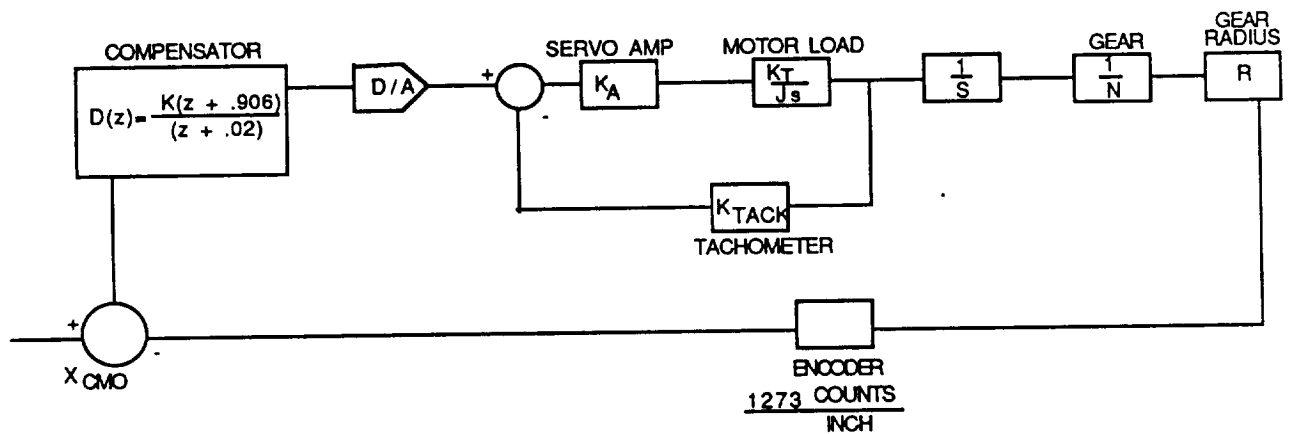 COMPENSATOR
D(z)= K(z + .906)
(z + .02)
D/A
+
-
SERVO AMP
K_A
MOTOR LOAD
K_T
Js
1
S
GEAR
1
N
GEAR
RADIUS
R
K_TACK
TACHOMETER
+
-
X_CMO
ENCODER
1273 COUNTS
INCH